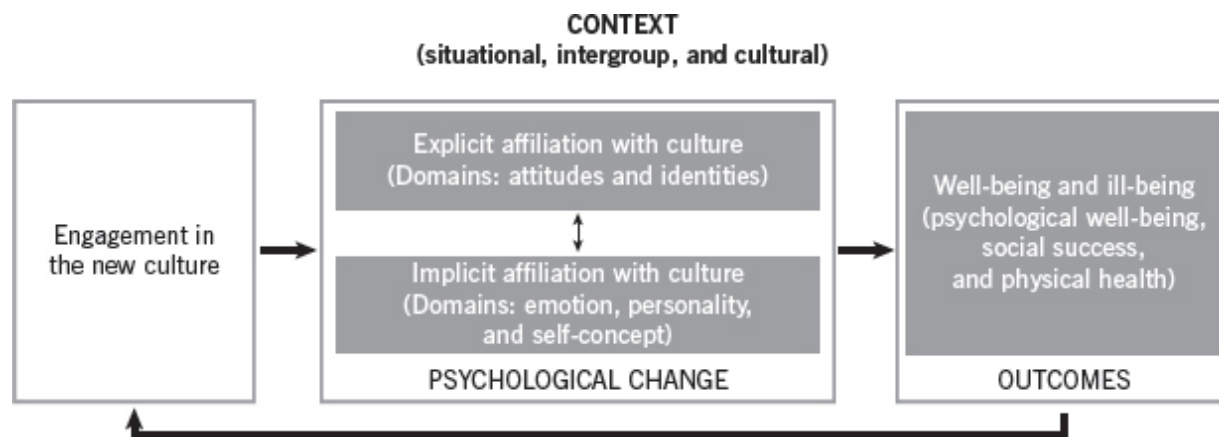 CONTEXT
(situational, intergroup, and cultural)
Engagement in
the new culture
Explicit affiliation with culture
(Domains: attitudes and identities)
Implicit affiliation with culture
(Domains: emotion, personality,
and self-concept)
PSYCHOLOGICAL CHANGE
Well-being and ill-being
(psychological well-being,
social success,
and physical health)
OUTCOMES